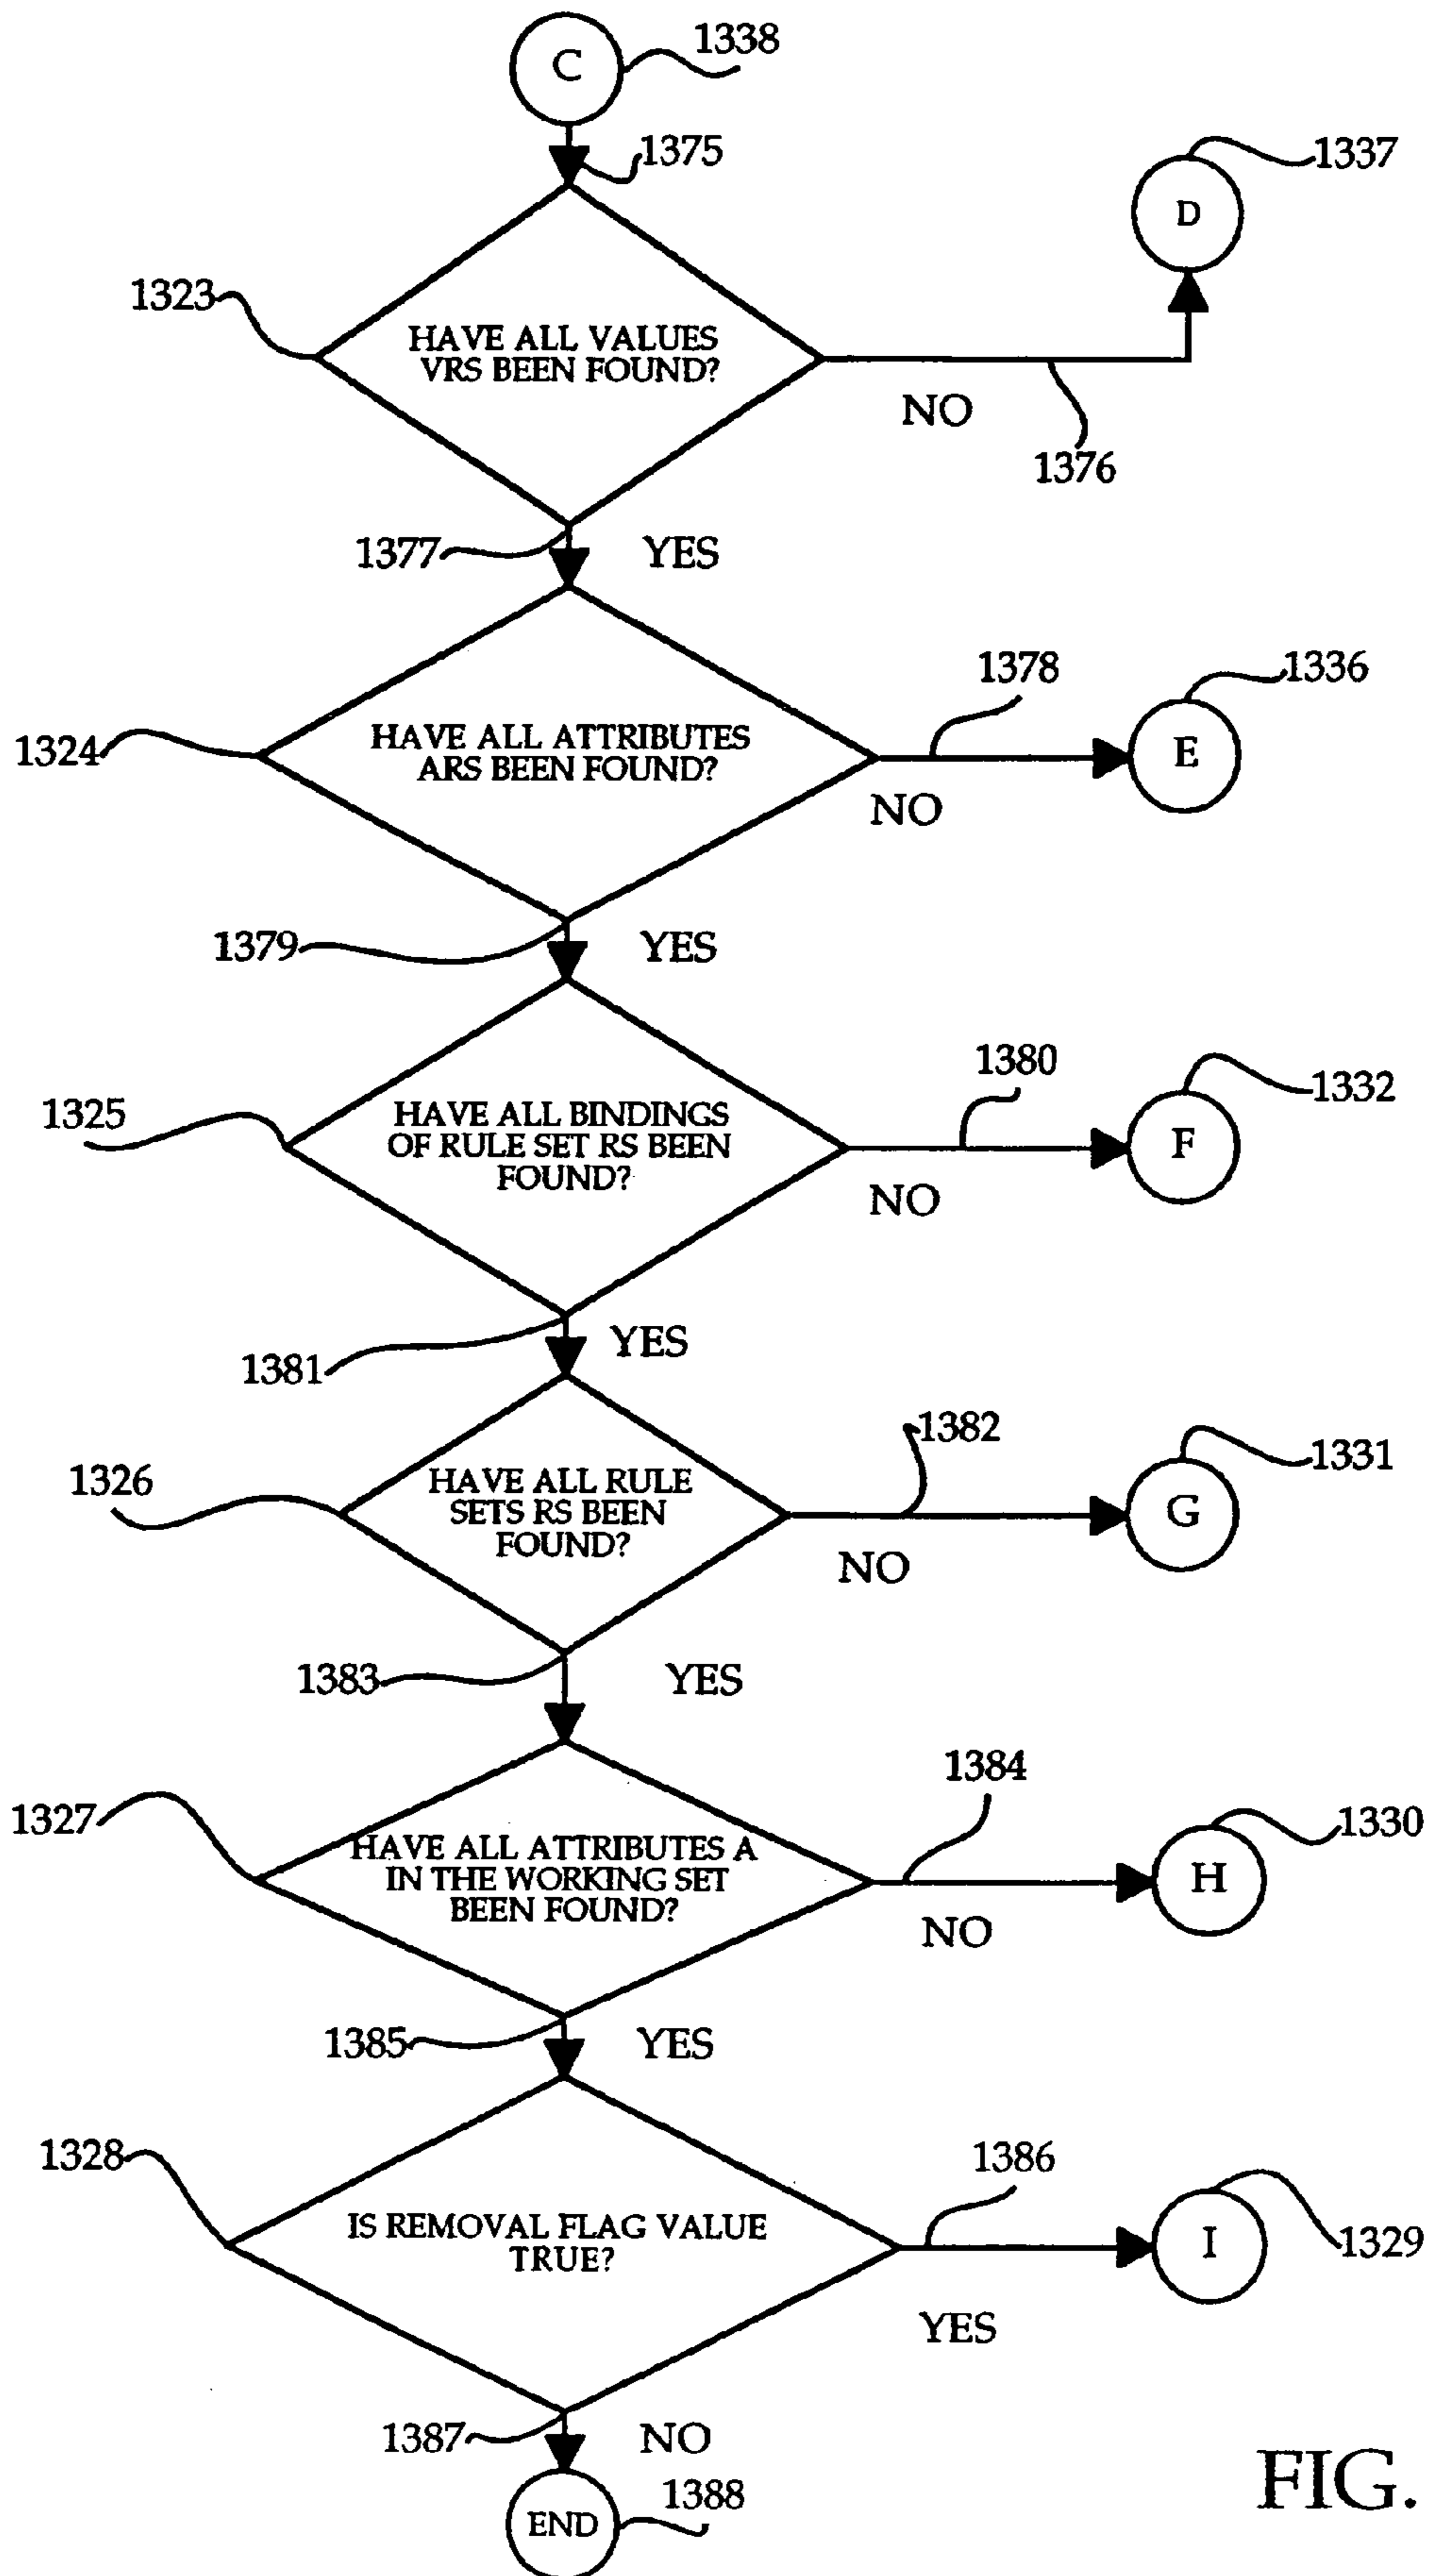 C
1338
1375
1337
D
1323
HAVE ALL VALUES
VRS BEEN FOUND?
NO
1376
1377
YES
1378
1336
1324
HAVE ALL ATTRIBUTES
ARS BEEN FOUND?
E
NO
1379
YES
1380
1332
1325
HAVE ALL BINDINGS
OF RULE SET RS BEEN
FOUND?
F
NO
1381
YES
1382
1331
1326
HAVE ALL RULE
SETS RS BEEN
FOUND?
G
NO
1383
YES
1384
1330
1327
HAVE ALL ATTRIBUTES A
IN THE WORKING SET
BEEN FOUND?
H
NO
1385
YES
1386
1328
IS REMOVAL FLAG VALUE
TRUE?
I
1329
YES
1387
NO
FIG.
END
1388